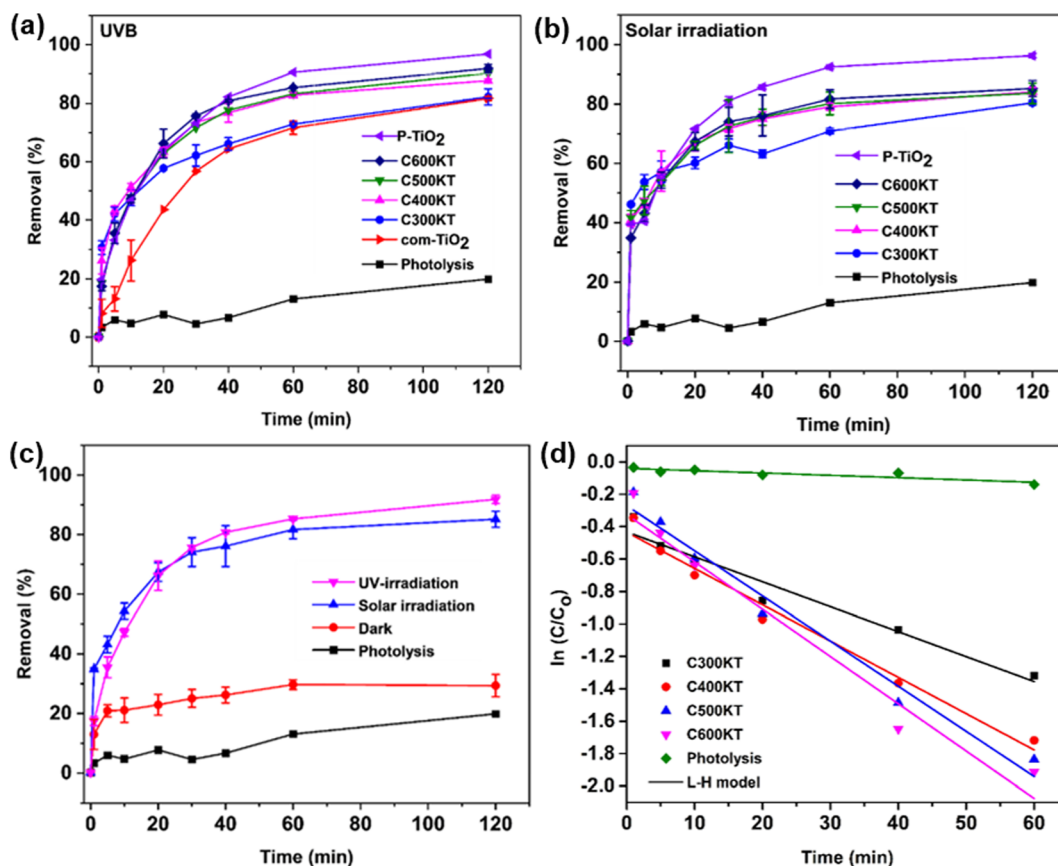 (a)
UVB
100
80
60
40
20
0
Removal (%)
P-TiO2
C600KT
C500KT
C400KT
C300KT
com-TiO2
Photolysis
0 20 40 60 80 100 120
Time (min)
(b)
Solar irradiation
100
80
60
40
20
0
Removal (%)
P-TiO2
C600KT
C500KT
C400KT
C300KT
Photolysis
0 20 40 60 80 100 120
Time (min)
(c)
100
80
60
40
20
0
Removal (%)
UV-irradiation
Solar irradiation
Dark
Photolysis
0 20 40 60 80 100 120
Time (min)
(d)
0.0
-0.2
-0.4
-0.6
-0.8
-1.0
-1.2
-1.4
-1.6
-1.8
-2.0
ln (C/Co)
C300KT
C400KT
C500KT
C600KT
Photolysis
L-H model
0 10 20 30 40 50 60
Time (min)